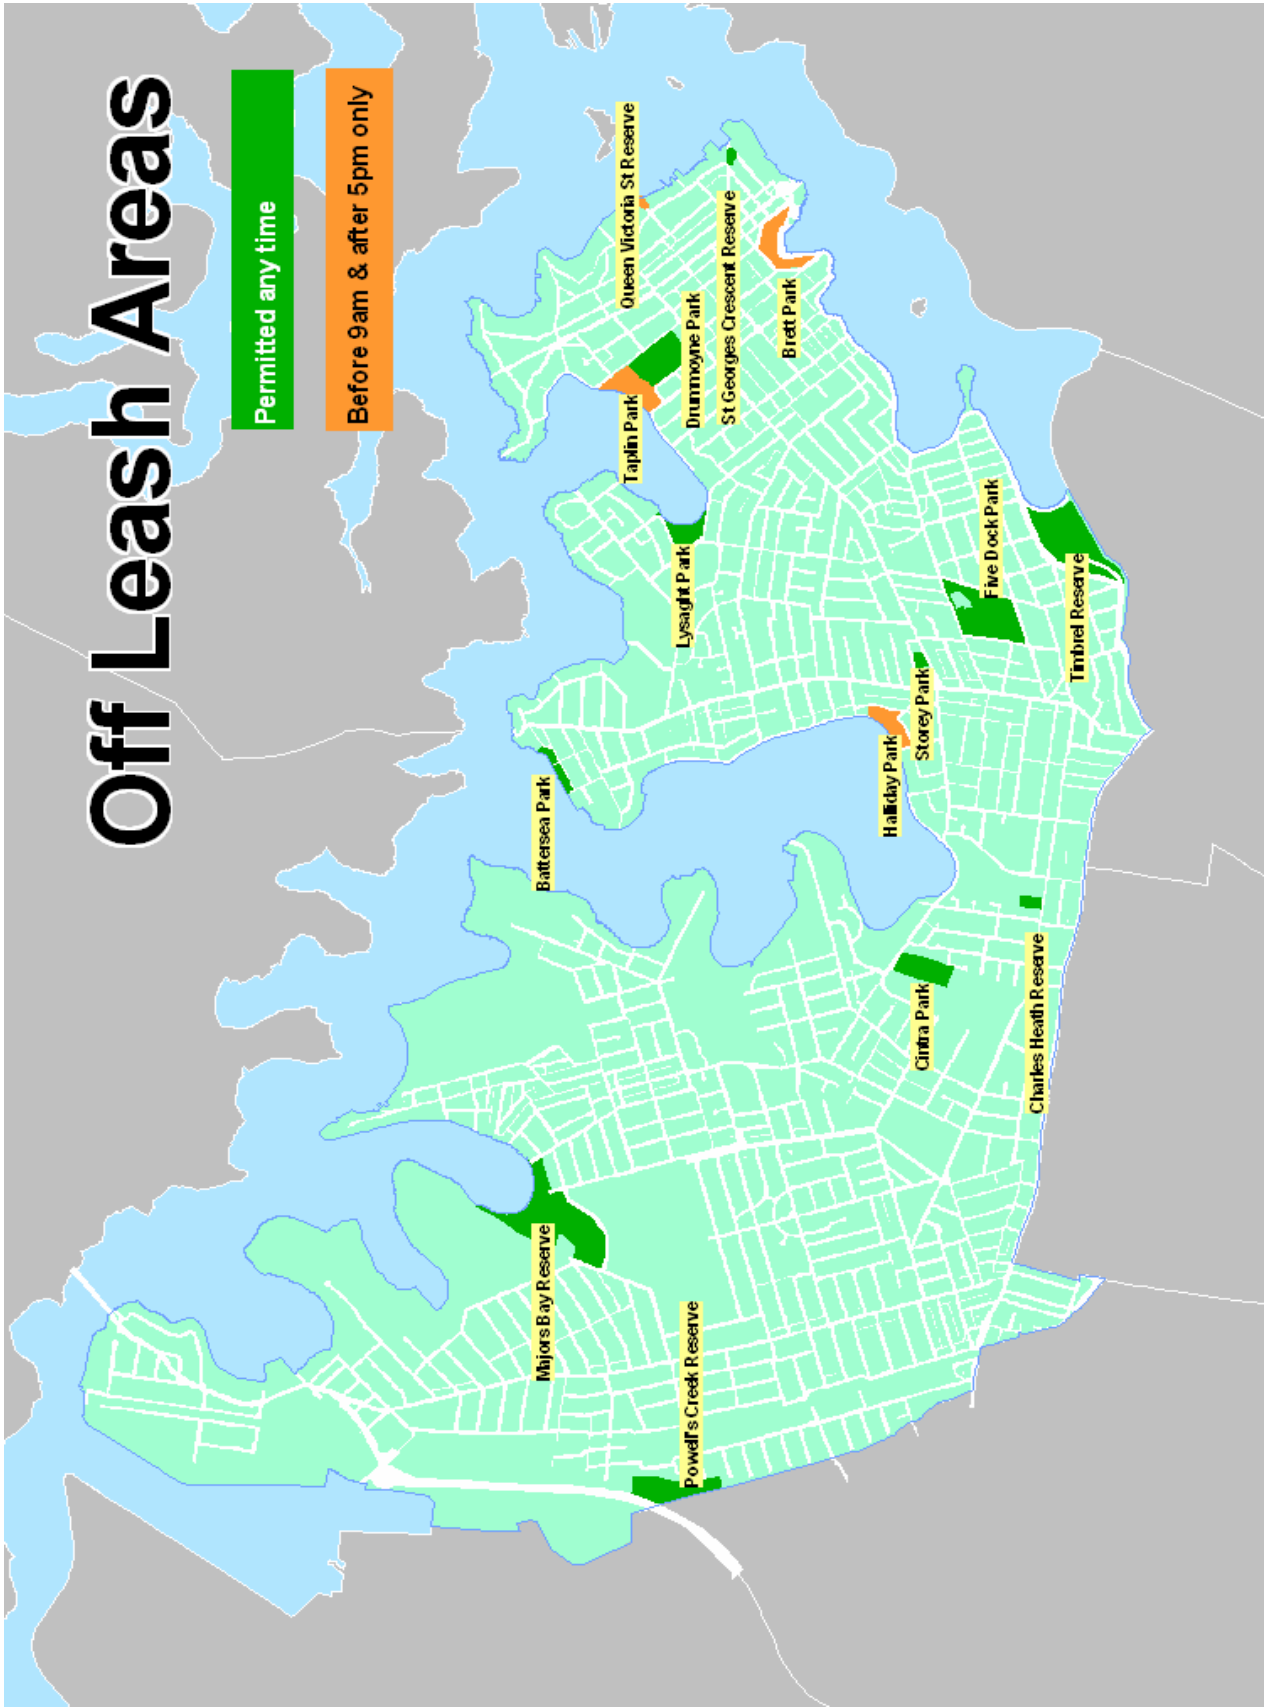 Off Leash Areas
Permitted any time
Before 9am & after 5pm only
Queen Victoria St Reserve
Taplin Park
Drummoyne Park
St Georges Crescent Reserve
Brett Park
Lysaght Park
Battersea Park
Five Dock Park
Timbrel Reserve
Storey Park
Halliday Park
Cintra Park
Charles Heath Reserve
Majors Bay Reserve
Powell's Creek Reserve